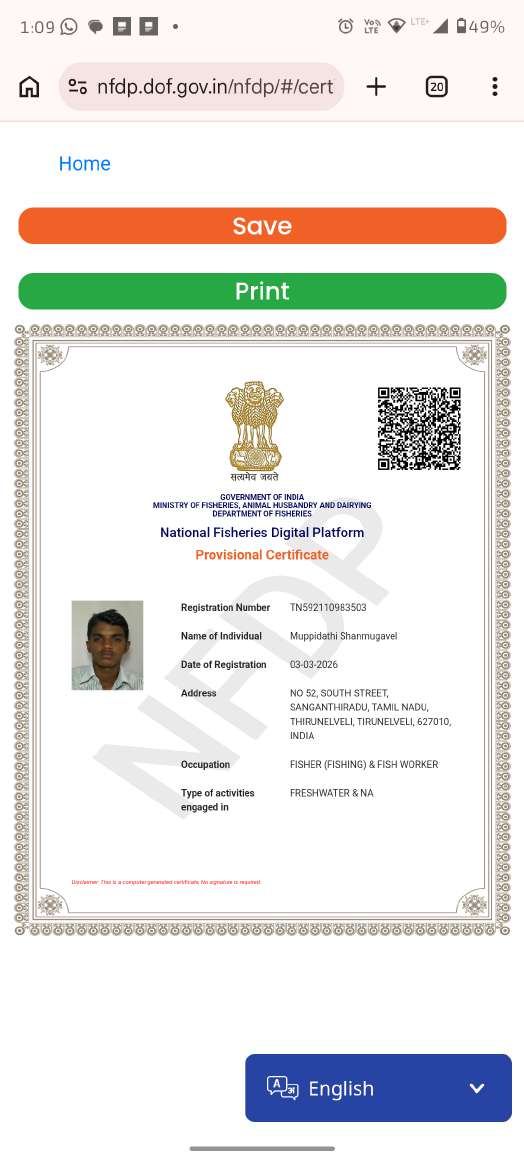 1:09
Vo)) LTE
LTE+
49%
nfdp.dof.gov.in/nfdp/#/cert
20
Home
Save
Print
सत्यमेव जयते
GOVERNMENT OF INDIA
MINISTRY OF FISHERIES, ANIMAL HUSBANDRY AND DAIRYING
DEPARTMENT OF FISHERIES
National Fisheries Digital Platform
Provisional Certificate
NFDP
Registration Number TN592110983503
Name of Individual Muppidathi Shanmugavel
Date of Registration 03-03-2026
Address NO 52, SOUTH STREET,
SANGANTHIRADU, TAMIL NADU,
THIRUNELVELI, TIRUNELVELI, 627010,
INDIA
Occupation FISHER (FISHING) & FISH WORKER
Type of activities FRESHWATER & NA
engaged in
Disclaimer: This is a computer generated certificate. No signature is required.
English